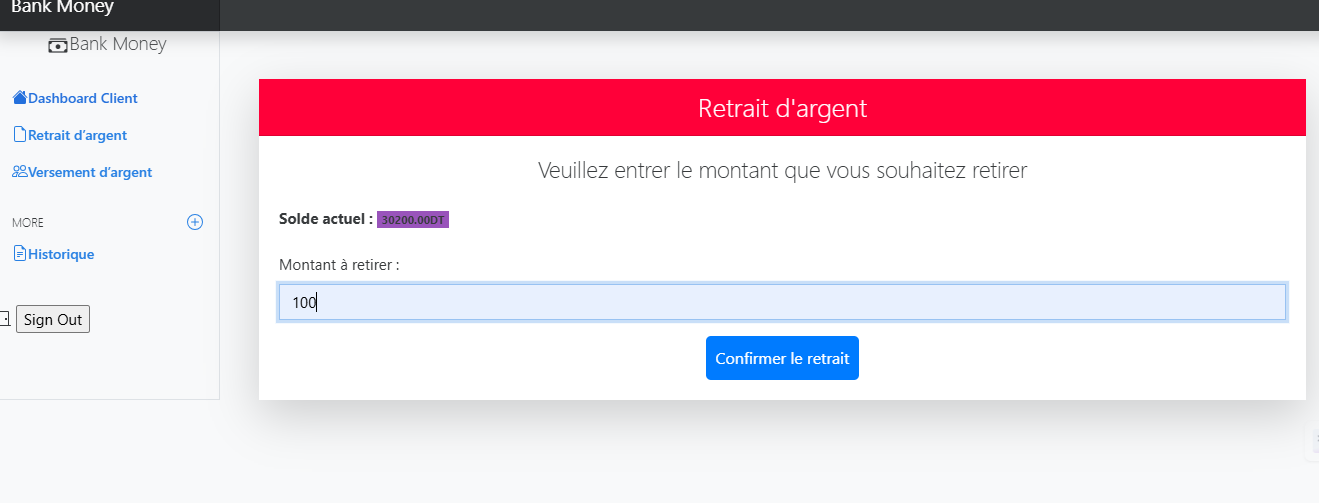 Bank Money
Bank Money
Dashboard Client
Retrait d'argent
Versement d'argent
MORE
Historique
Sign Out
Retrait d'argent
Veuillez entrer le montant que vous souhaitez retirer
Solde actuel : 30200.00DT
Montant à retirer :
100
Confirmer le retrait